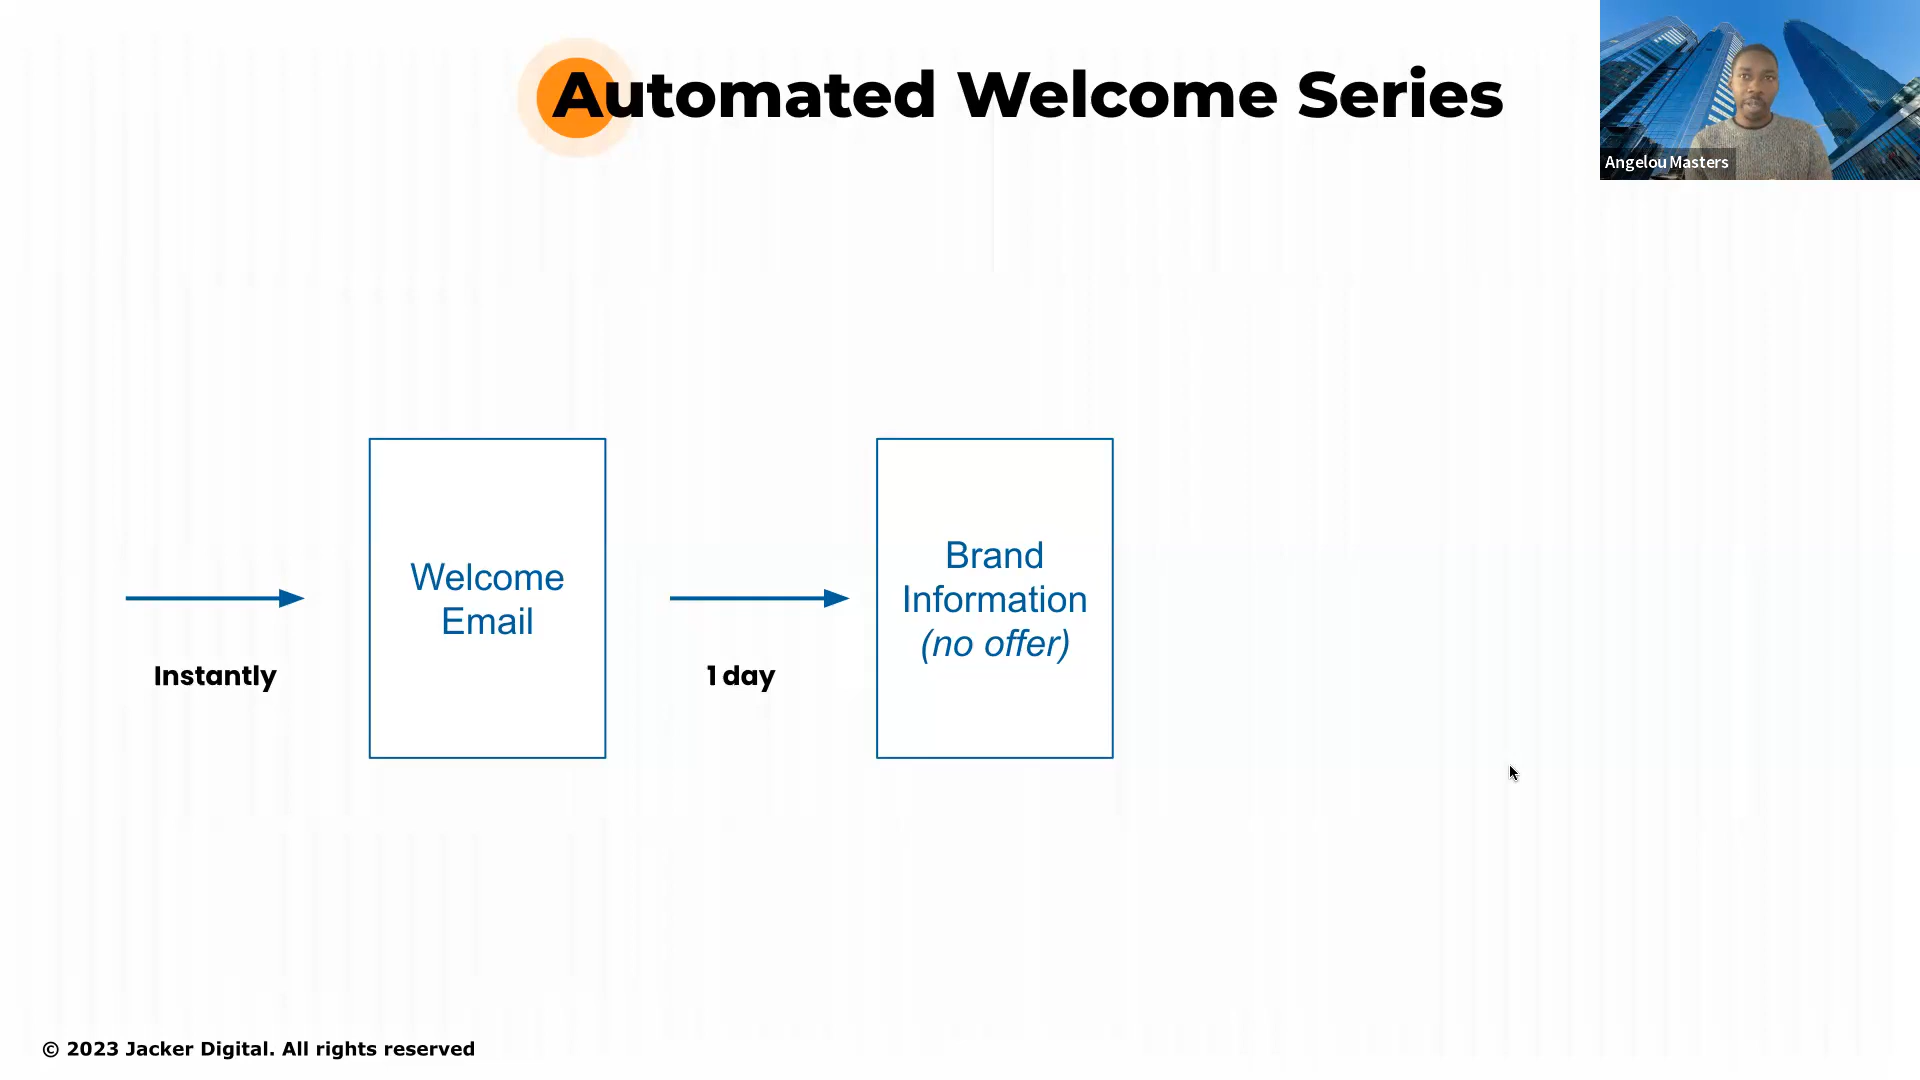 Automated Welcome Series
Angelou Masters
Welcome
Email
Brand
Information
(no offer)
Instantly
1 day
© 2023 Jacker Digital. All rights reserved